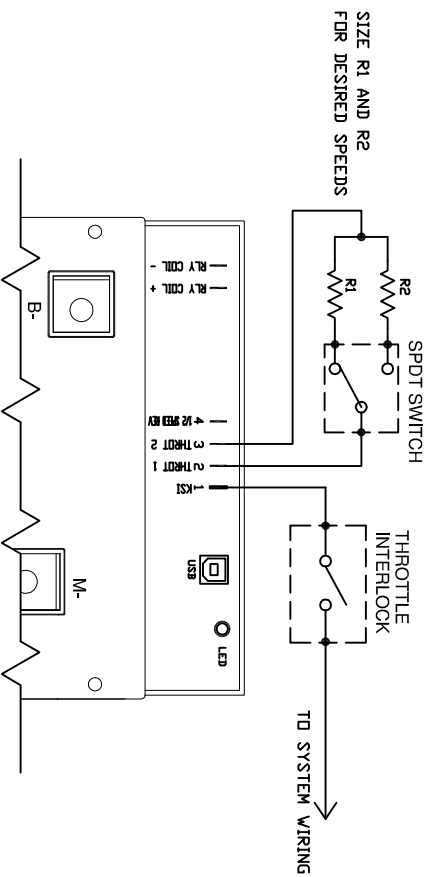 SIZE R1 AND R2
FOR DESIRED SPEEDS
R2
R1
SPDT SWITCH
THROTTLE
INTERLOCK
TO SYSTEM WIRING
RLY COIL -
RLY COIL +
4 1/2 SPEED REV
3 THROT 2
2 THROT 1
1 KSI
USB
LED
B-
M-